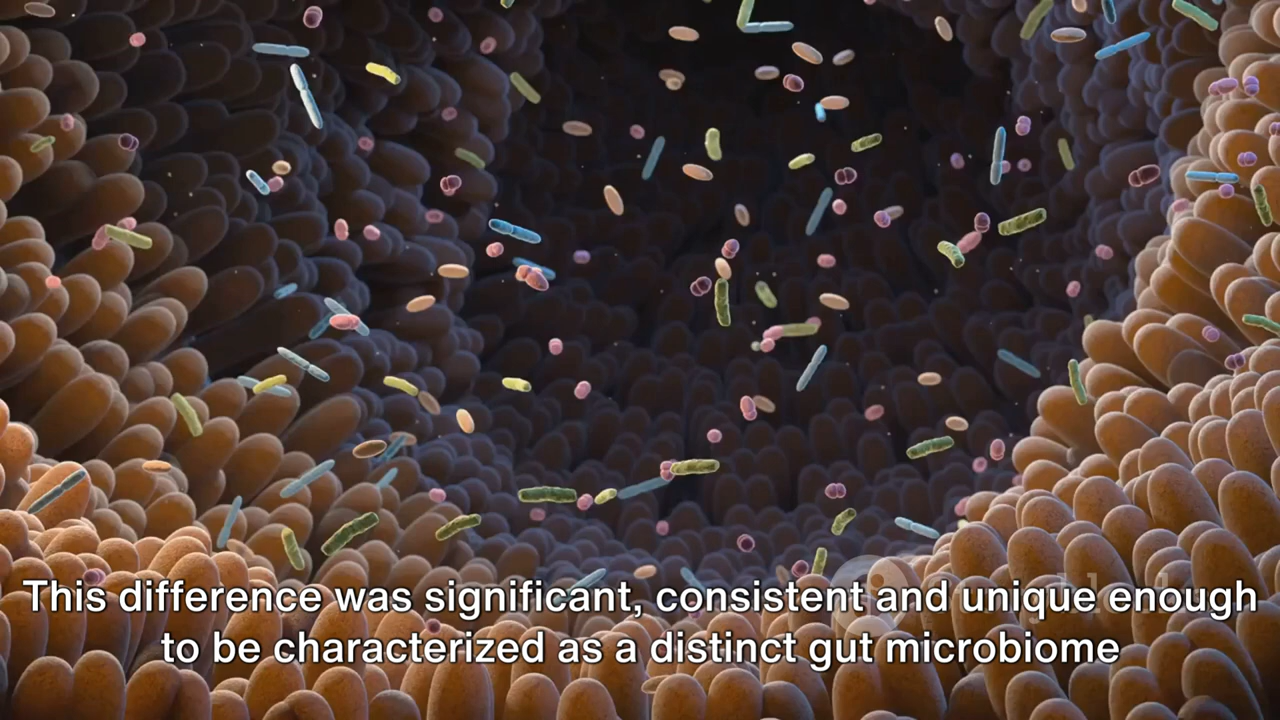 This difference was significant, consistent and unique enough
to be characterized as a distinct gut microbiome